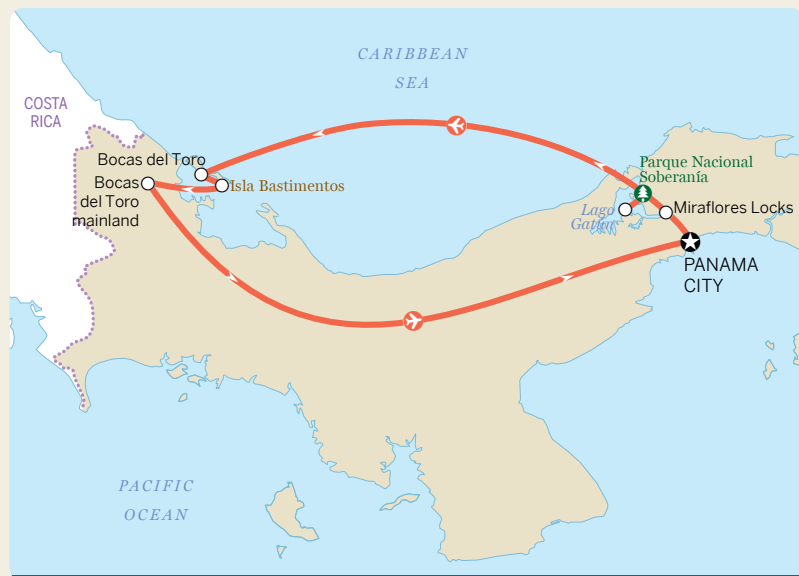 CARIBBEAN
SEA
COSTA
RICA
Bocas del Toro
Bocas
del Toro
mainland
Isla Bastimentos
Parque Nacional
Soberanía
Lago
Gatún
Miraflores Locks
PANAMA
CITY
PACIFIC
OCEAN